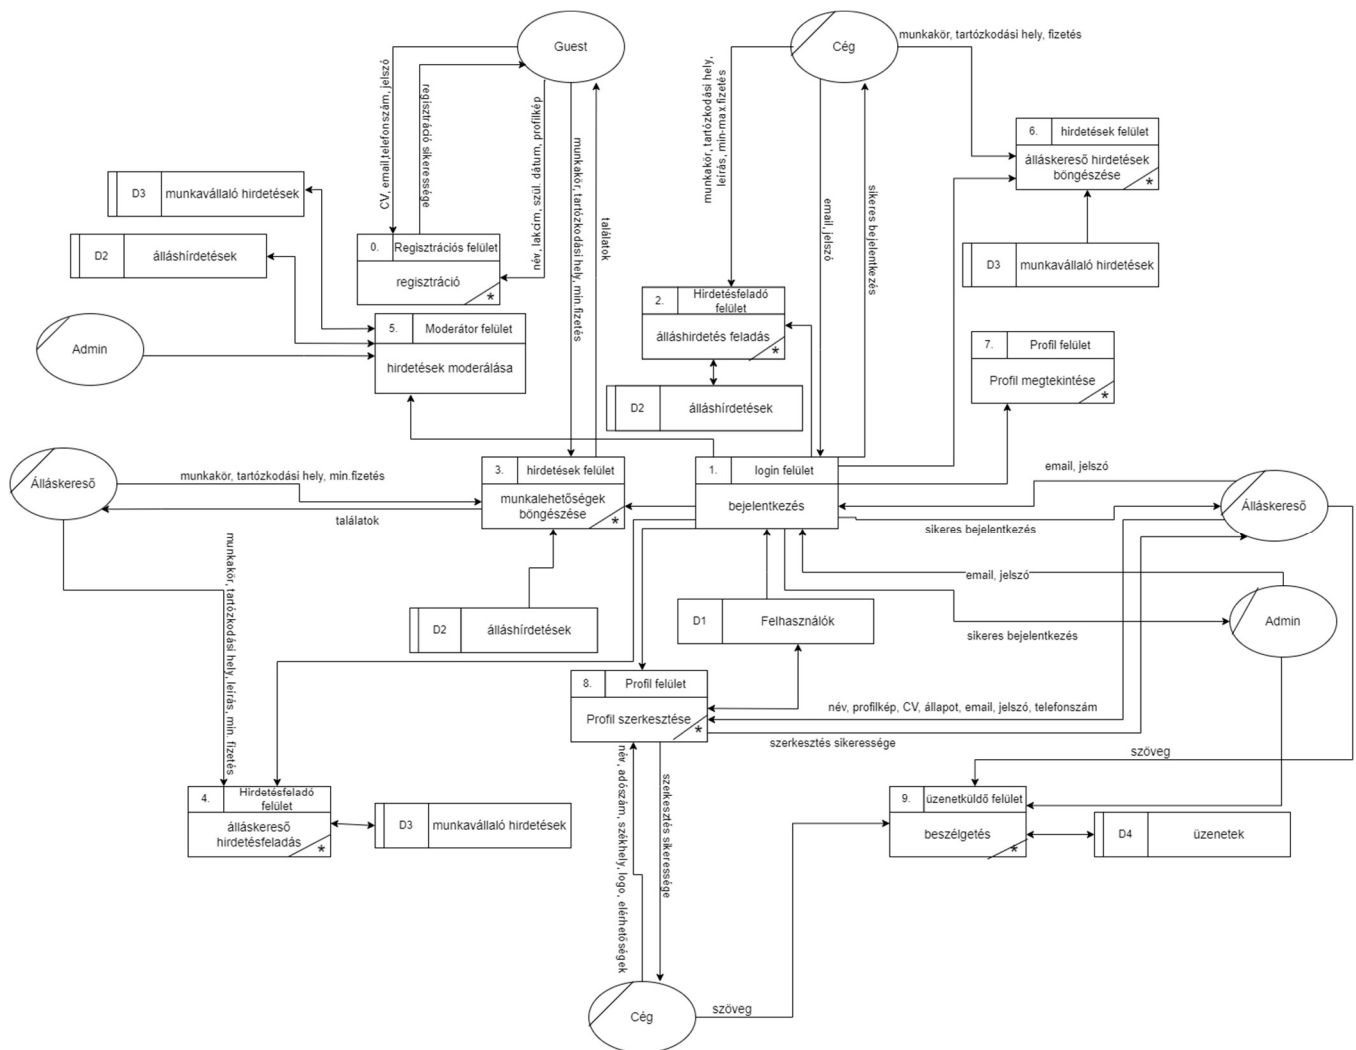 Guest
Cég
munkakör, tartózkodási hely, fizetés
CV, email,telefonszám, jelszó
regisztráció sikeressége
név, lakcím, szül. dátum, profilkép
munkakör, tartózkodási hely, min.fizetés
találatok
munkakör, tartózkodási hely,
leírás, min-max.fizetés
email, jelszó
sikeres bejelentkezés
6.
hirdetések felület
álláskereső hirdetések
böngészése
*
D3
munkavállaló hirdetések
D2
álláshírdetések
0.
Regisztrációs felület
regisztráció
*
D3
munkavállaló hirdetések
2.
Hírdetésfeladó
felület
álláshirdetés feladás
*
5.
Moderátor felület
hirdetések moderálása
Admin
7.
Profil felület
Profil megtekintése
*
D2
álláshírdetések
Álláskereső
munkakör, tartózkodási hely, min.fizetés
találatok
3.
hirdetések felület
munkalehetőségek
böngészése
*
1.
login felület
bejelentkezés
email, jelszó
Álláskereső
sikeres bejelentkezés
email, jelszó
munkakör, tartózkodási hely, leírás, min. fizetés
D2
álláshírdetések
D1
Felhasználók
Admin
sikeres bejelentkezés
8.
Profil felület
Profil szerkesztése
*
név, profilkép, CV, állapot, email, jelszó, telefonszám
szerkesztés sikeressége
szöveg
név, adószám, székhely, logo, elérhetőségek
szerkesztés sikeressége
4.
Hírdetésfeladó
felület
álláskereső
hirdetésfeladás
*
D3
munkavállaló hirdetések
9.
üzenetküldő felület
beszélgetés
*
D4
üzenetek
Cég
szöveg